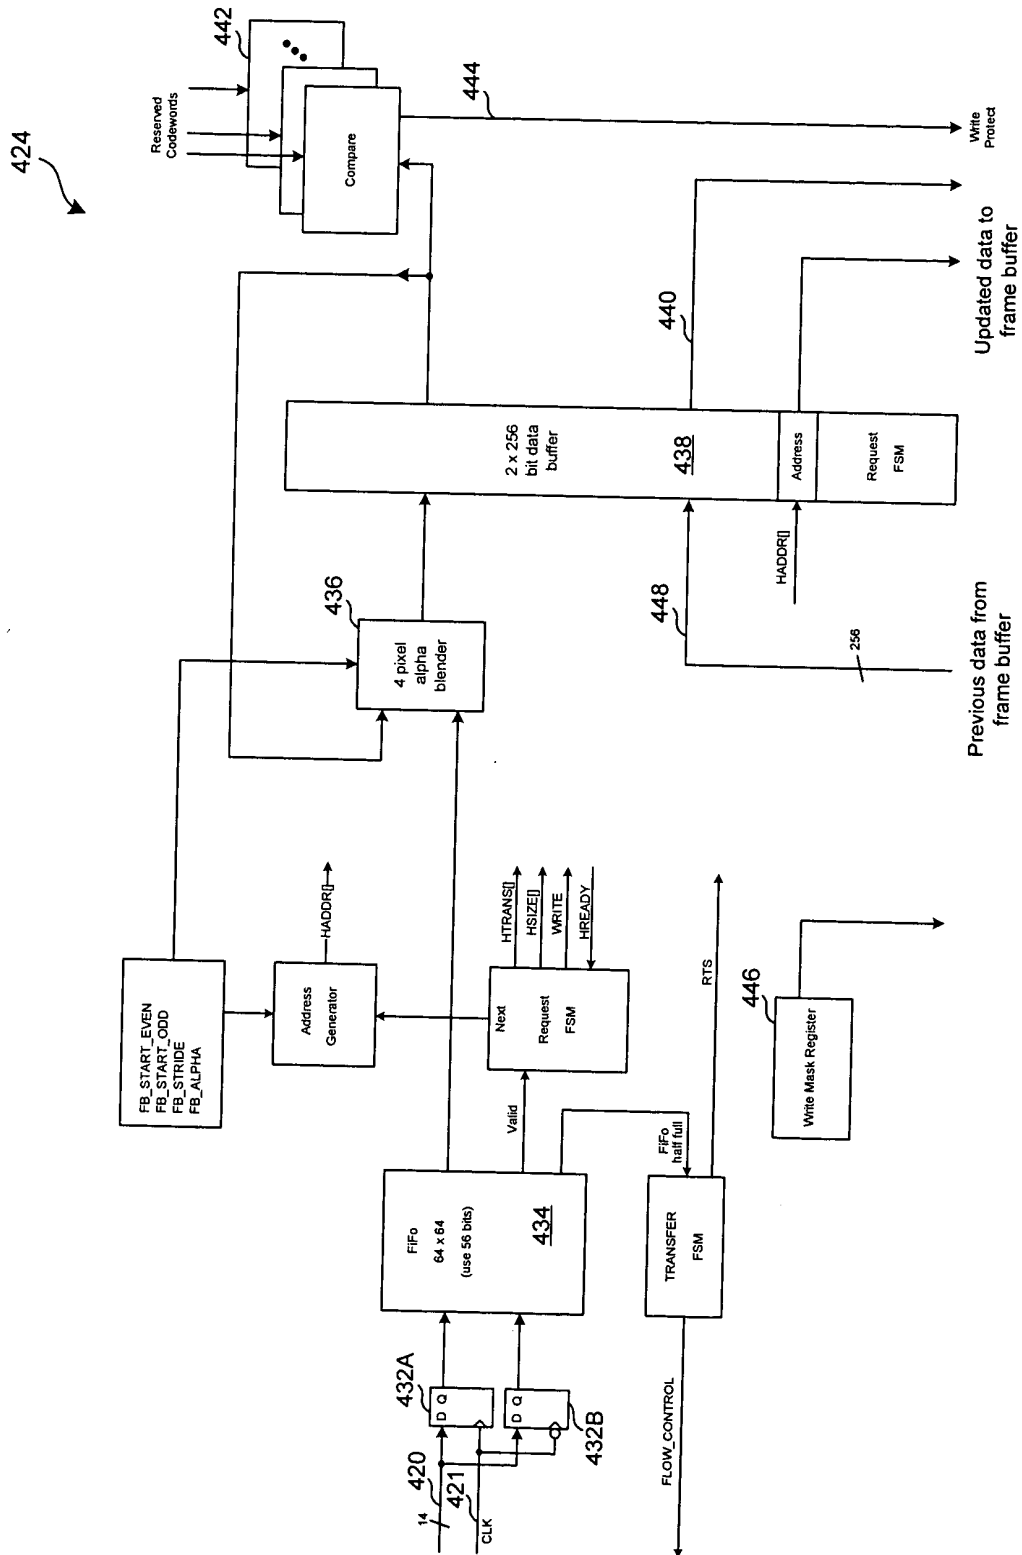 424
442
Reserved
Codewords
Compare
444
Write
Protect
440
Updated data to
frame buffer
2 x 256
bit data
buffer
438
Address
Request
FSM
HADDR[]
448
256
Previous data from
frame buffer
436
4 pixel
alpha
blender
FB_START_EVEN
FB_START_ODD
FB_STRIDE
FB_ALPHA
Address
Generator
HADDR[]
Next
Request
FSM
HTRANS[]
HSIZE[]
WRITE
HREADY
Valid
FiFo
64 x 64
(use 56 bits)
434
FiFo
half full
TRANSFER
FSM
RTS
FLOW_CONTROL
446
Write Mask Register
432A
D Q
432B
D Q
420
14
421
CLK